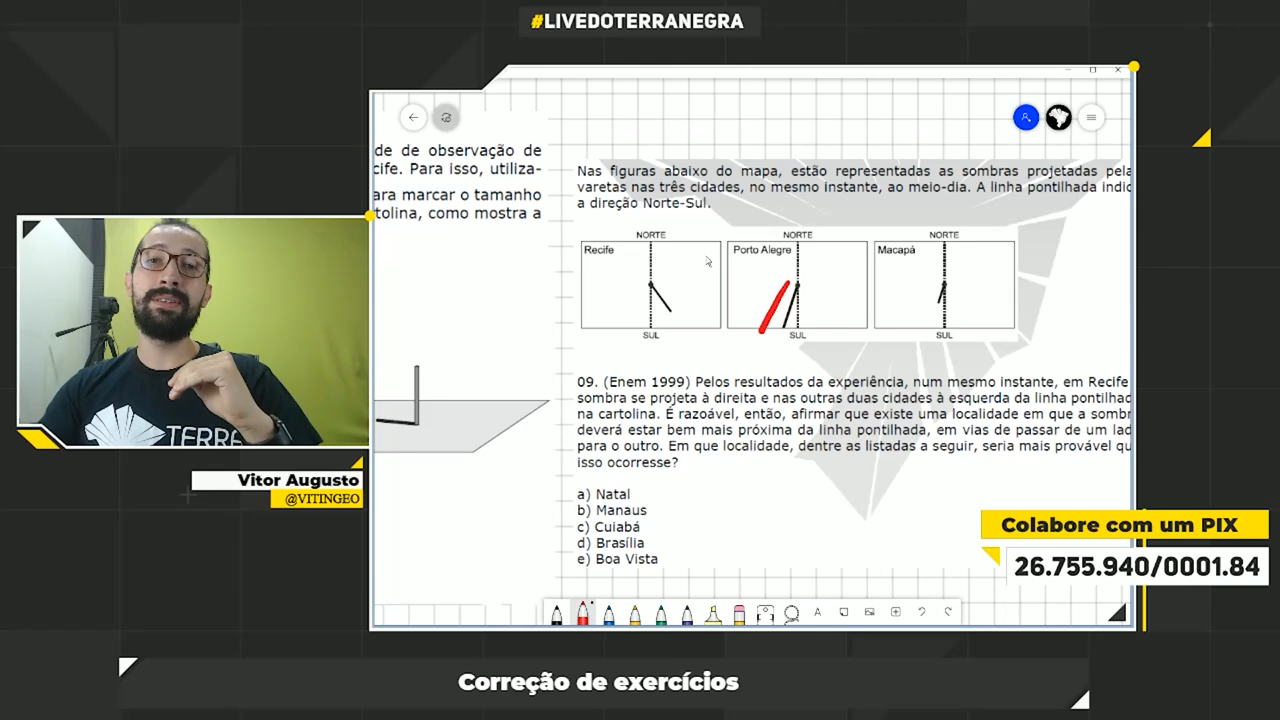 #LIVEDOTERRANEGRA
de de observação de
cife. Para isso, utiliza-
ara marcar o tamanho
tolina, como mostra a
Nas figuras abaixo do mapa, estão representadas as sombras projetadas pela
varetas nas três cidades, no mesmo instante, ao meio-dia. A linha pontilhada indic
a direção Norte-Sul.
NORTE
NORTE
NORTE
Recife
Porto Alegre
Macapá
SUL
SUL
SUL
09. (Enem 1999) Pelos resultados da experiência, num mesmo instante, em Recife
sombra se projeta à direita e nas outras duas cidades à esquerda da linha pontilhad
na cartolina. É razoável, então, afirmar que existe uma localidade em que a sombr
deverá estar bem mais próxima da linha pontilhada, em vias de passar de um lad
para o outro. Em que localidade, dentre as listadas a seguir, seria mais provável qu
isso ocorresse?
a) Natal
b) Manaus
c) Cuiabá
d) Brasília
e) Boa Vista
TERRA
Vitor Augusto
@VITINGEO
Colabore com um PIX
26.755.940/0001.84
Correção de exercícios